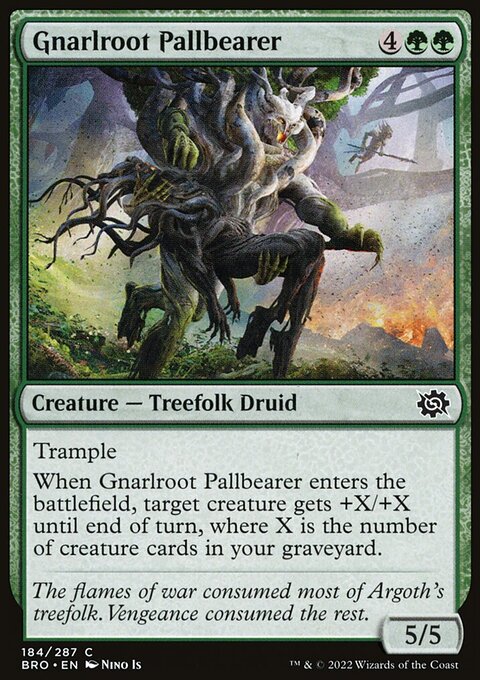 Gnarlroot Pallbearer 4
Creature — Treefolk Druid
Trample
When Gnarlroot Pallbearer enters the
battlefield, target creature gets +X/+X
until end of turn, where X is the number
of creature cards in your graveyard.
The flames of war consumed most of Argoth's
treefolk. Vengeance consumed the rest.
5/5
184/287 C
BRO • EN Nino Is
™ & © 2022 Wizards of the Coast